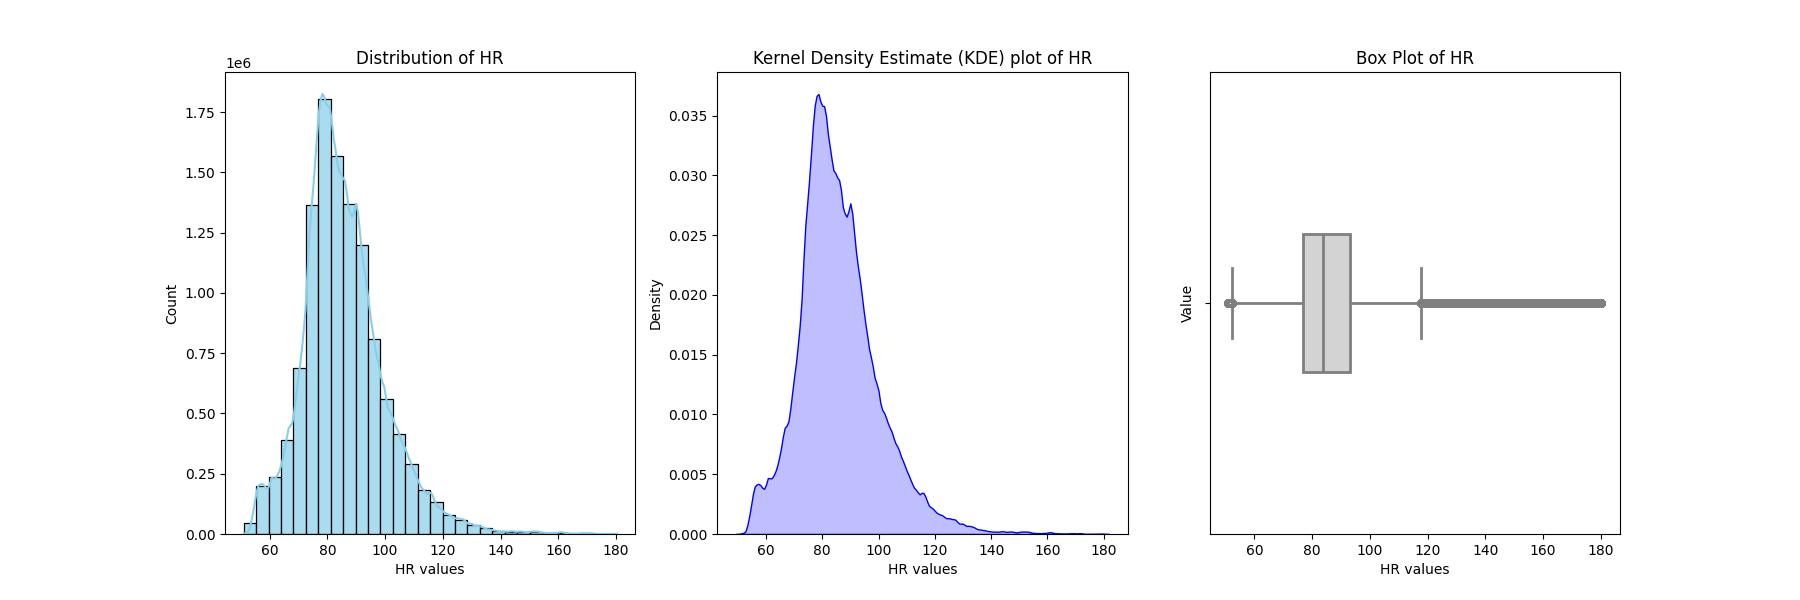 Distribution of HR
1e6
1.75
1.50
1.25
1.00
0.75
0.50
0.25
0.00
Count
60 80 100 120 140 160 180
HR values
Kernel Density Estimate (KDE) plot of HR
0.035
0.030
0.025
0.020
0.015
0.010
0.005
0.000
Density
60 80 100 120 140 160 180
HR values
Box Plot of HR
Value
60 80 100 120 140 160 180
HR values